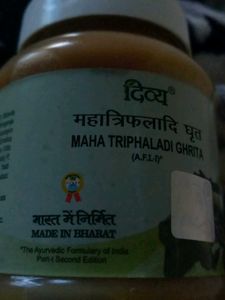 दिव्य®
महात्रिफलादि घृत
MAHA TRIPHALADI GHRITA
(A.F.I.-I)*
भारत में निर्मित
MADE IN BHARAT
*The Ayurvedic Formulary of India
Part-I Second Edition